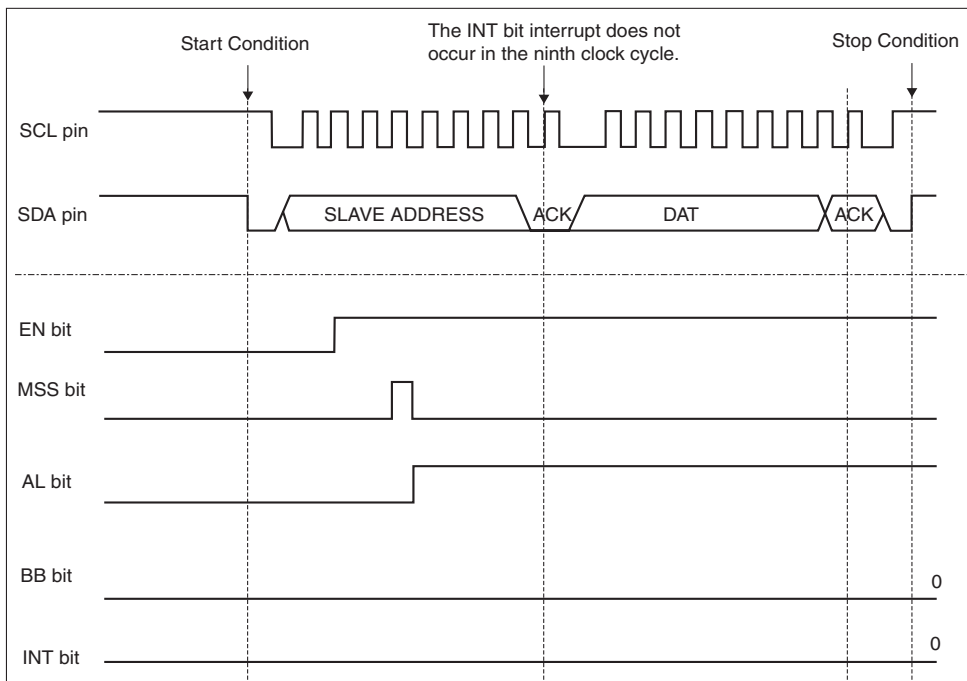 Start Condition
The INT bit interrupt does not
occur in the ninth clock cycle.
Stop Condition
SCL pin
SDA pin
SLAVE ADDRESS
ACK
DAT
ACK
EN bit
MSS bit
AL bit
BB bit
0
INT bit
0